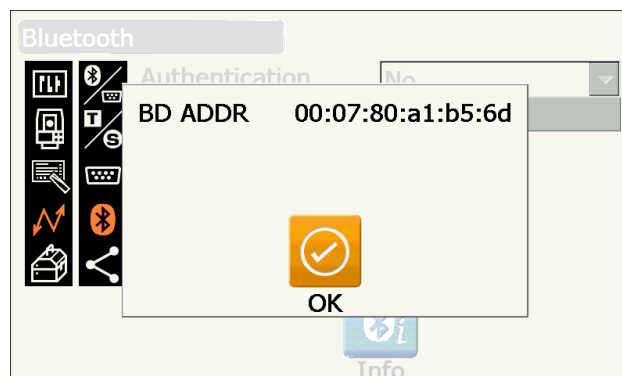 Bluetooth
Authentication No
BD ADDR 00:07:80:a1:b5:6d
T
S
OK
i
Info